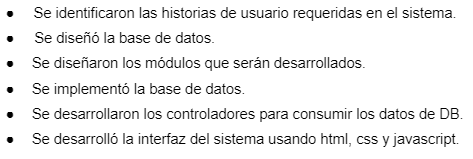 ● Se identificaron las historias de usuario requeridas en el sistema.
● Se diseñó la base de datos.
● Se diseñaron los módulos que serán desarrollados.
● Se implementó la base de datos.
● Se desarrollaron los controladores para consumir los datos de DB.
● Se desarrolló la interfaz del sistema usando html, css y javascript.